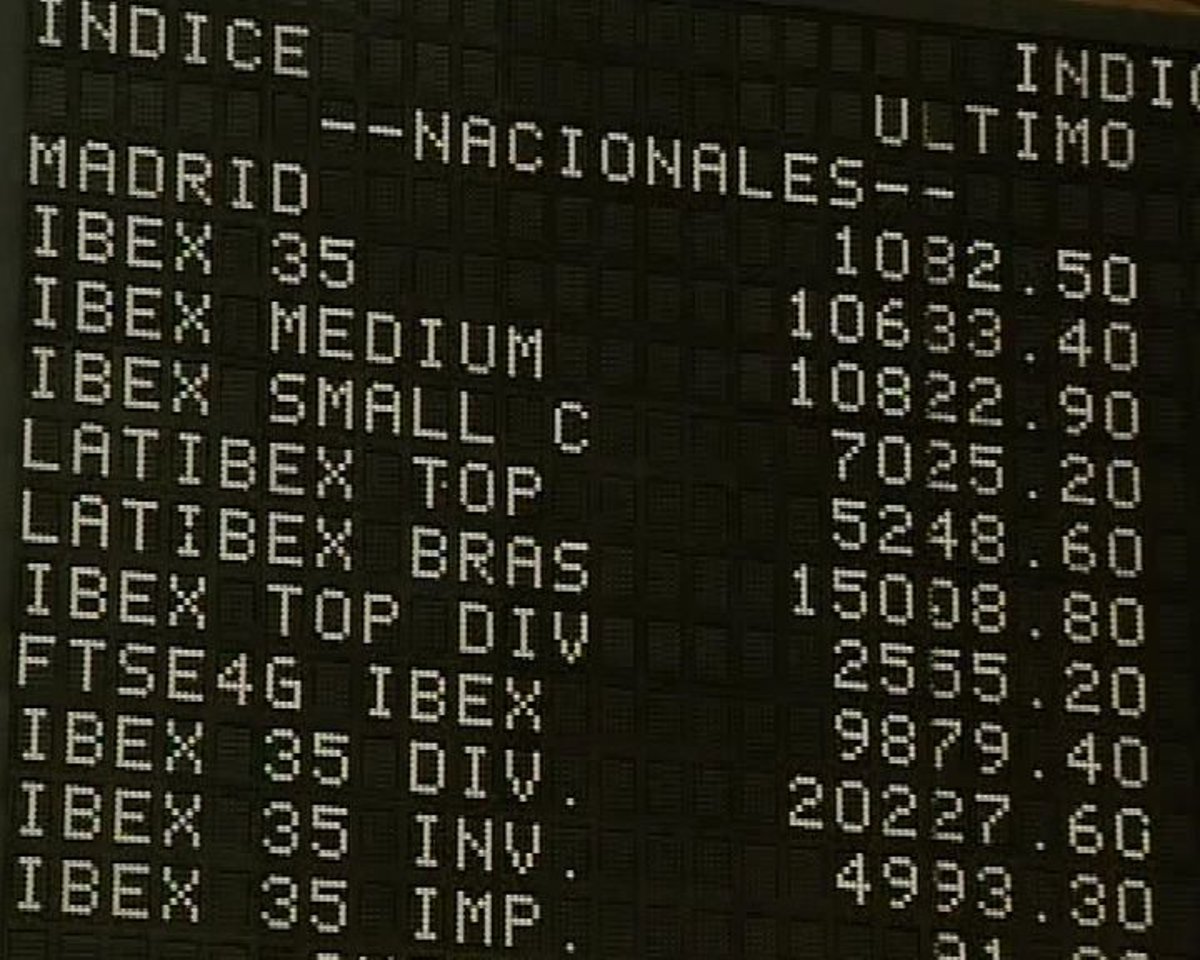 INDI
INDICE ULTIMO
--NACIONALES--
MADRID 1082.50
IBEX 35 10633.40
IBEX MEDIUM 10822.90
IBEX SMALL C 7025.20
LATIBEX TOP 5248.60
LATIBEX BRAS 15008.80
IBEX TOP DIV 2555.20
FTSE4G IBEX 9879.40
IBEX 35 DIV. 20227.60
IBEX 35 INV. 4993.30
IBEX 35 IMP.